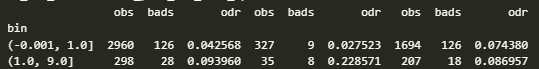 obs bads odr obs bads odr obs bads odr
bin
(-0.001, 1.0] 2960 126 0.042568 327 9 0.027523 1694 126 0.074380
(1.0, 9.0] 298 28 0.093960 35 8 0.228571 207 18 0.086957